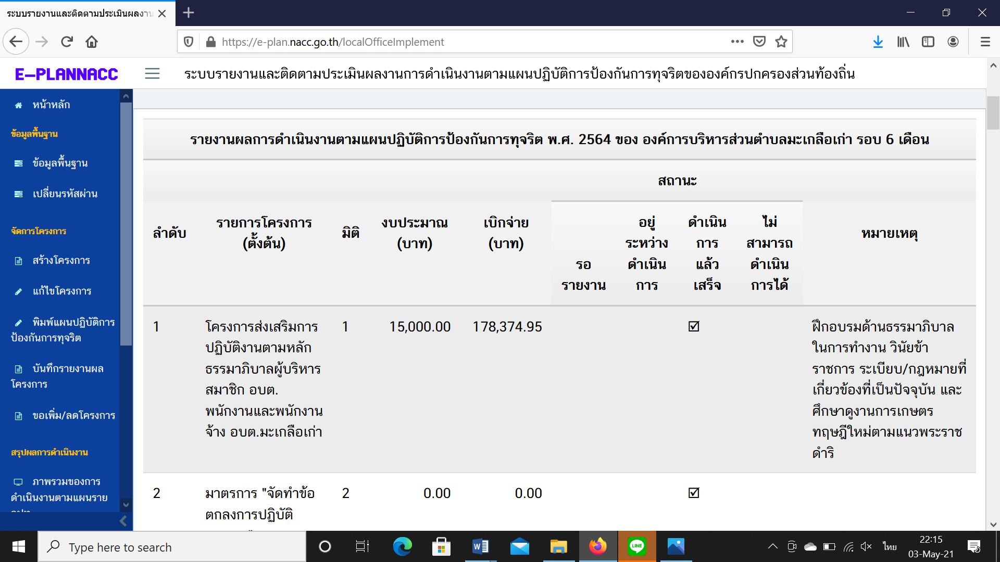 ระบบรายงานและติดตามประเมินผลงาน
https://e-plan.nacc.go.th/localOfficeImplement
E-PLANNACC
ระบบรายงานและติดตามประเมินผลงานการดำเนินงานตามแผนปฏิบัติการป้องกันการทุจริตขององค์กรปกครองส่วนท้องถิ่น
หน้าหลัก
ข้อมูลพื้นฐาน
ข้อมูลพื้นฐาน
เปลี่ยนรหัสผ่าน
จัดการโครงการ
สร้างโครงการ
แก้ไขโครงการ
พิมพ์แผนปฏิบัติการ
ป้องกันการทุจริต
บันทึกรายงานผล
โครงการ
ขอเพิ่ม/ลดโครงการ
สรุปผลการดำเนินงาน
ภาพรวมของการ
ดำเนินงานตามแผนราย
รายงานผลการดำเนินงานตามแผนปฏิบัติการป้องกันการทุจริต พ.ศ. 2564 ของ องค์การบริหารส่วนตำบลมะเกลือเก่า รอบ 6 เดือน
สถานะ
ลำดับ
รายการโครงการ
(ตั้งต้น)
มิติ
งบประมาณ
(บาท)
เบิกจ่าย
(บาท)
รอ
รายงาน
อยู่
ระหว่าง
ดำเนิน
การ
ดำเนิน
การ
แล้ว
เสร็จ
ไม่
สามารถ
ดำเนิน
การได้
หมายเหตุ
1
โครงการส่งเสริมการ
ปฏิบัติงานตามหลัก
ธรรมาภิบาลผู้บริหาร
สมาชิก อบต.
พนักงานและพนักงาน
จ้าง อบต.มะเกลือเก่า
1
15,000.00
178,374.95
☑
ฝึกอบรมด้านธรรมาภิบาล
ในการทำงาน วินัยข้า
ราชการ ระเบียบ/กฎหมายที่
เกี่ยวข้องที่เป็นปัจจุบัน และ
ศึกษาดูงานการเกษตร
ทฤษฎีใหม่ตามแนวพระราช
ดำริ
2
มาตรการ "จัดทำข้อ
ตกลงการปฏิบัติ
2
0.00
0.00
☑
Type here to search
LINE
ไทย
22:15
03-May-21